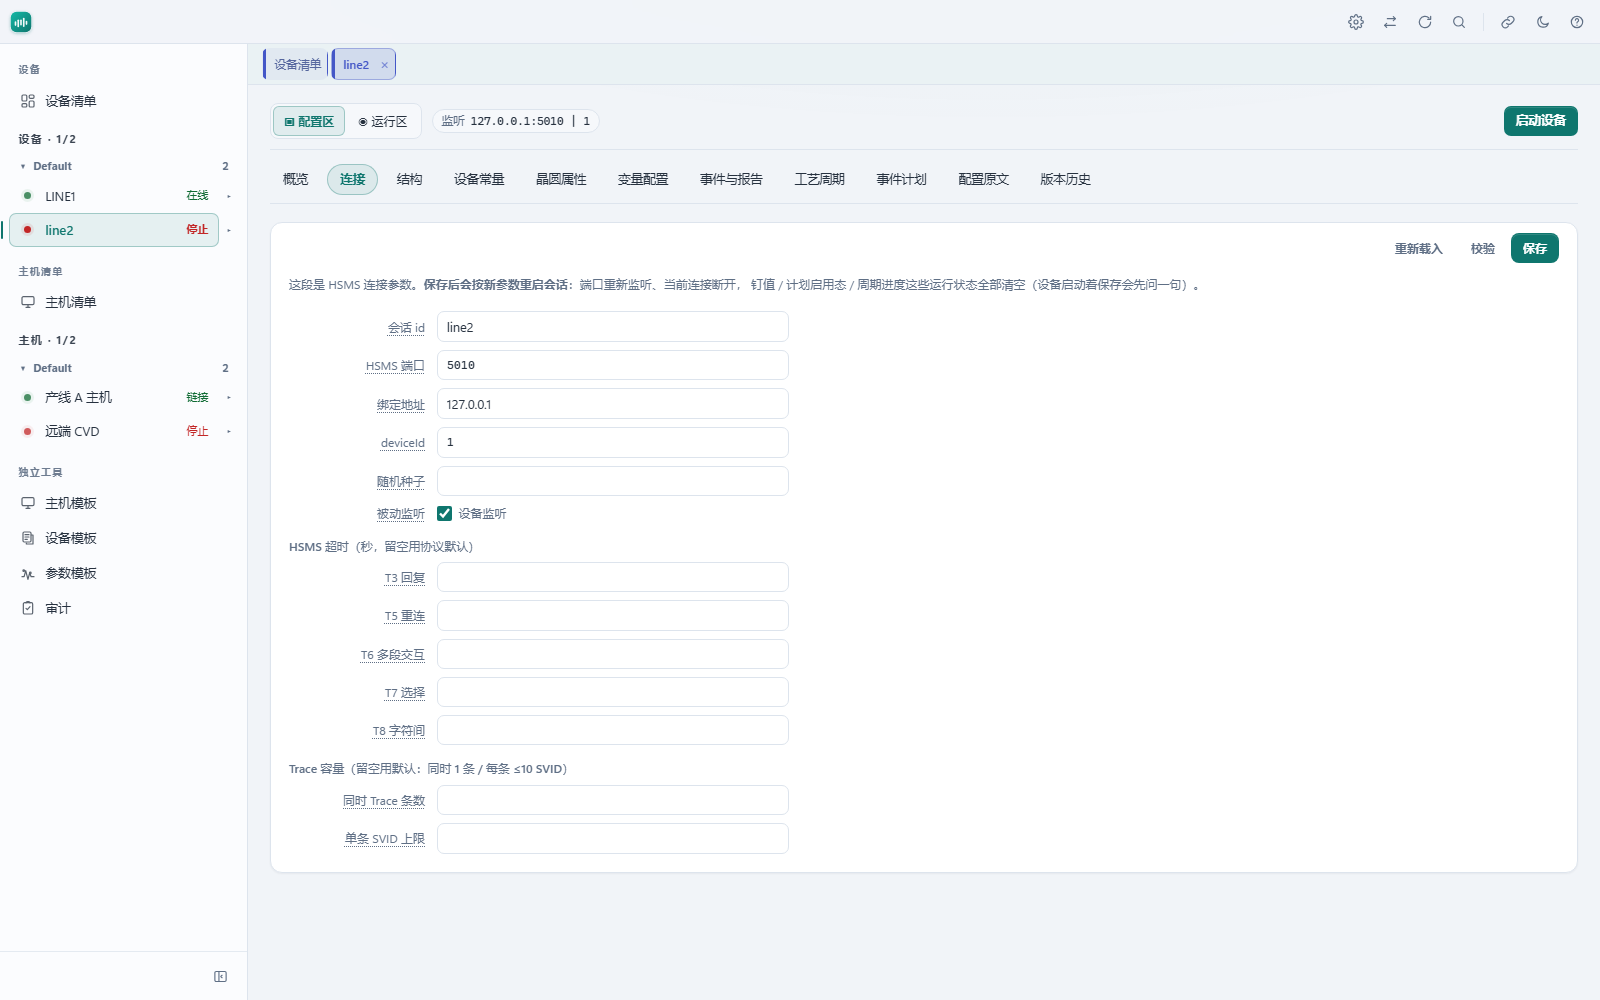 设备清单
line2 ×
设备
设备清单
设备 · 1/2
Default 2
LINE1 在线
line2 停止
主机清单
主机清单
主机 · 1/2
Default 2
产线 A 主机 链接
远端 CVD 停止
独立工具
主机模板
设备模板
参数模板
审计
配置区 运行区 监听 127.0.0.1:5010 | 1 启动设备
概览 连接 结构 设备常量 晶圆属性 变量配置 事件与报告 工艺周期 事件计划 配置原文 版本历史
重新载入 校验 保存
这段是 HSMS 连接参数。保存后会按新参数重启会话：端口重新监听、当前连接断开， 钉值 / 计划启用态 / 周期进度这些运行状态全部清空（设备启动着保存会先问一句）。
会话 id line2
HSMS 端口 5010
绑定地址 127.0.0.1
deviceId 1
随机种子
被动监听 设备监听
HSMS 超时（秒，留空用协议默认）
T3 回复
T5 重连
T6 多段交互
T7 选择
T8 字符间
Trace 容量（留空用默认：同时 1 条 / 每条 ≤10 SVID）
同时 Trace 条数
单条 SVID 上限